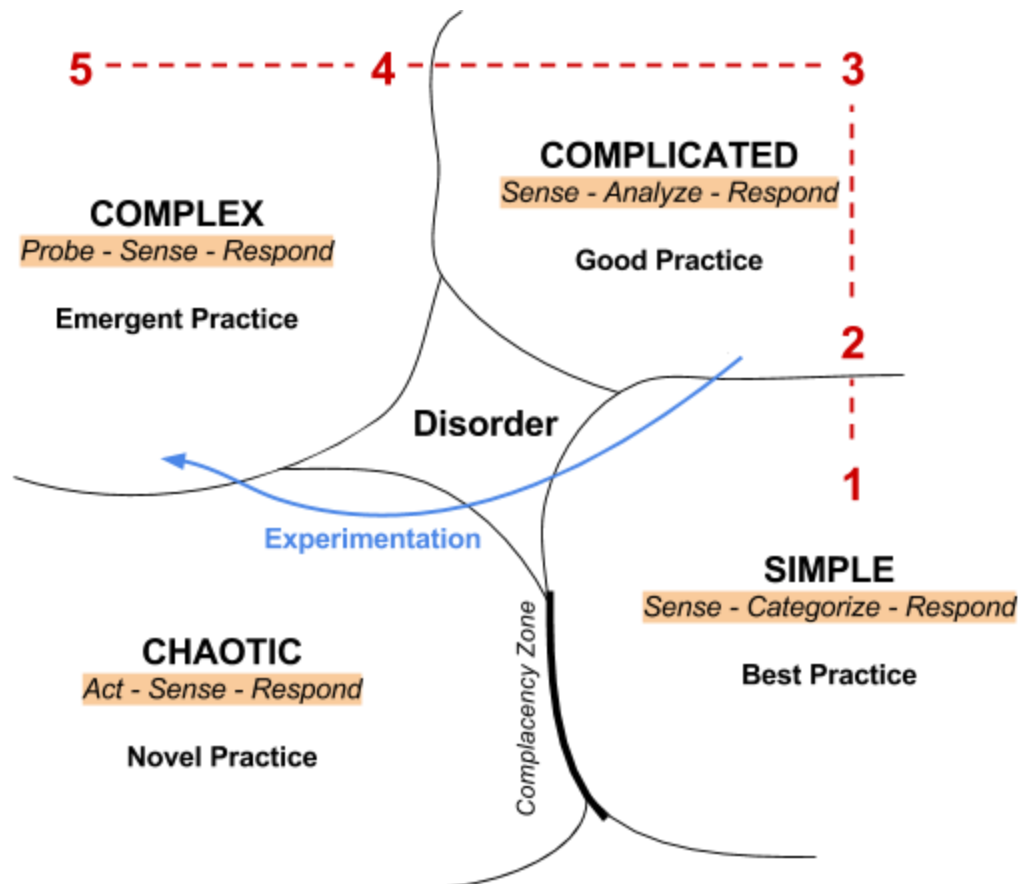 5
4
3
COMPLICATED
Sense - Analyze - Respond
Good Practice
COMPLEX
Probe - Sense - Respond
Emergent Practice
2
Disorder
1
Experimentation
SIMPLE
Sense - Categorize - Respond
Best Practice
Complacency Zone
CHAOTIC
Act - Sense - Respond
Novel Practice